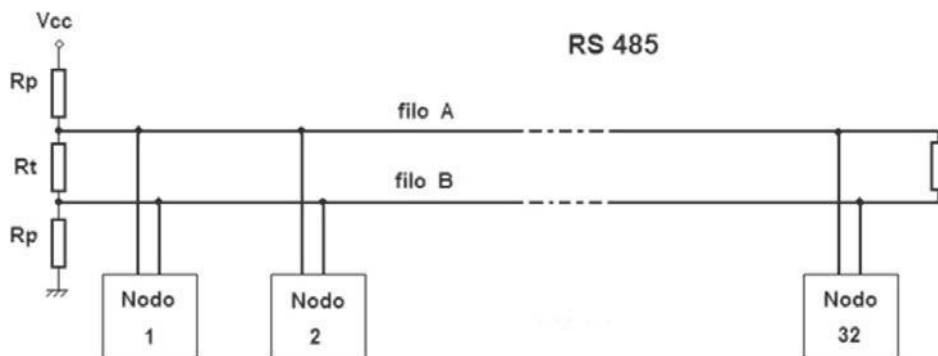 Vcc
RS 485
Rp
filo A
Rt
filo B
Rp
Nodo
1
Nodo
2
Nodo
32